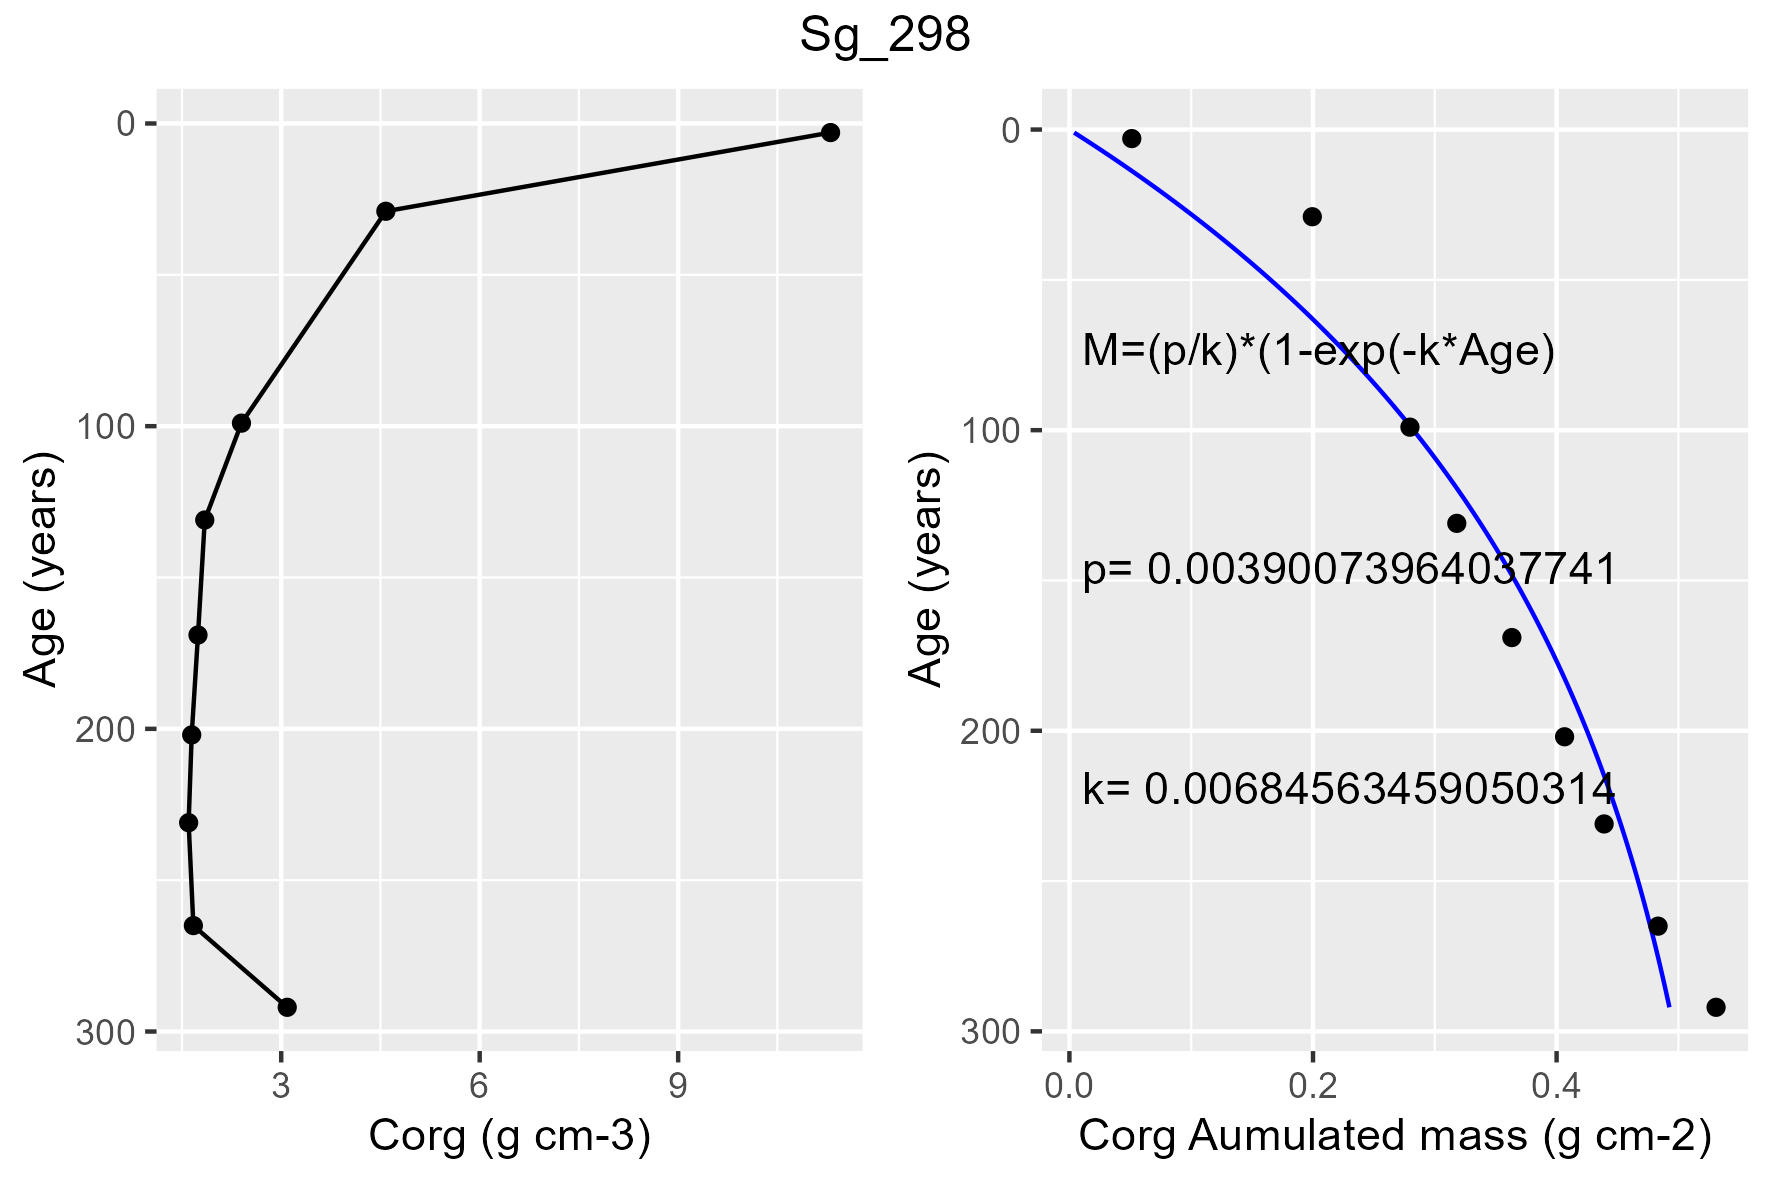 Sg_298
0
100
200
300
Age (years)
3
6
9
Corg (g cm-3)
0
100
200
300
Age (years)
M=(p/k)*(1-exp(-k*Age)
p= 0.00390073964037741
k= 0.00684563459050314
0.0
0.2
0.4
Corg Aumulated mass (g cm-2)